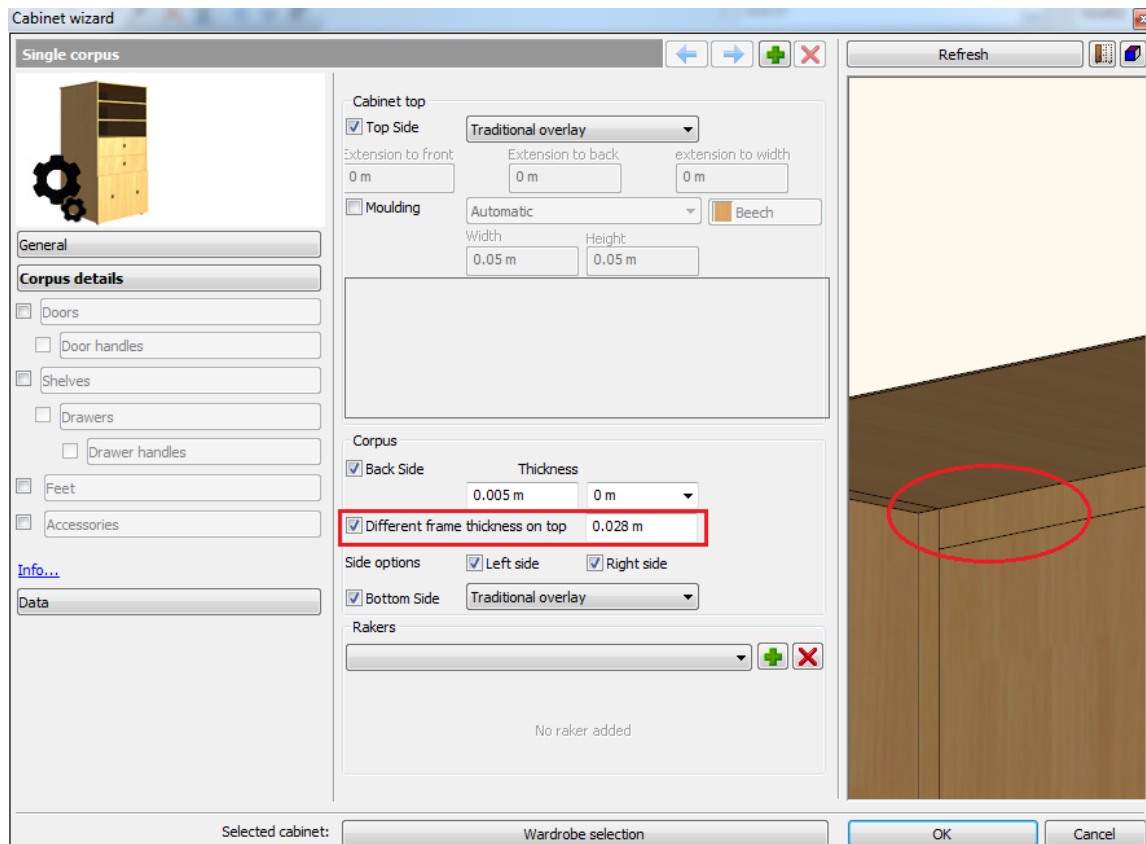 Cabinet wizard
Single corpus
Refresh
General
Corpus details
Doors
Door handles
Shelves
Drawers
Drawer handles
Feet
Accessories
Info...
Data
Cabinet top
Top Side
Traditional overlay
Extension to front
Extension to back
extension to width
0 m
0 m
0 m
Moulding
Automatic
Beech
Width
Height
0.05 m
0.05 m
Corpus
Back Side
Thickness
0.005 m
0 m
Different frame thickness on top
0.028 m
Side options
Left side
Right side
Bottom Side
Traditional overlay
Rakers
No raker added
Selected cabinet:
Wardrobe selection
OK
Cancel